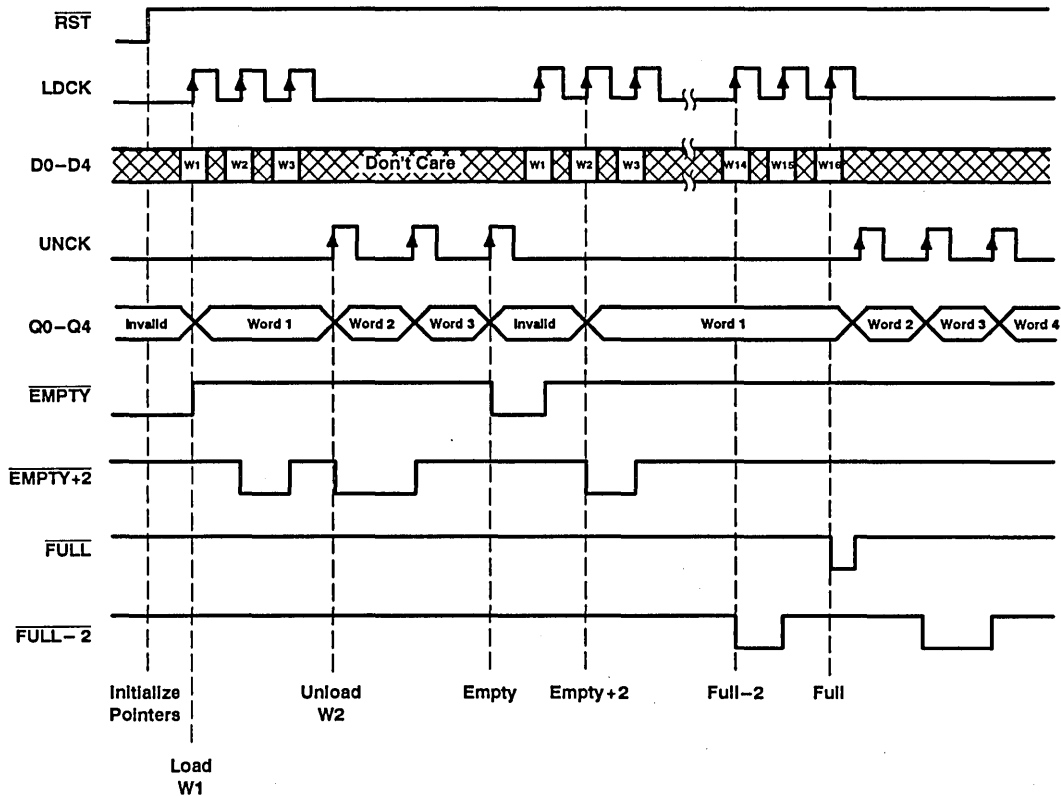 RST
LDCK
D0–D4 W1 W2 W3 Don't Care W1 W2 W3 W14 W15 W16
UNCK
Q0–Q4 Invalid Word 1 Word 2 Word 3 Invalid Word 1 Word 2 Word 3 Word 4
EMPTY
EMPTY+2
FULL
FULL–2
Initialize
Pointers
Unload
W2
Empty
Empty+2
Full–2
Full
Load
W1